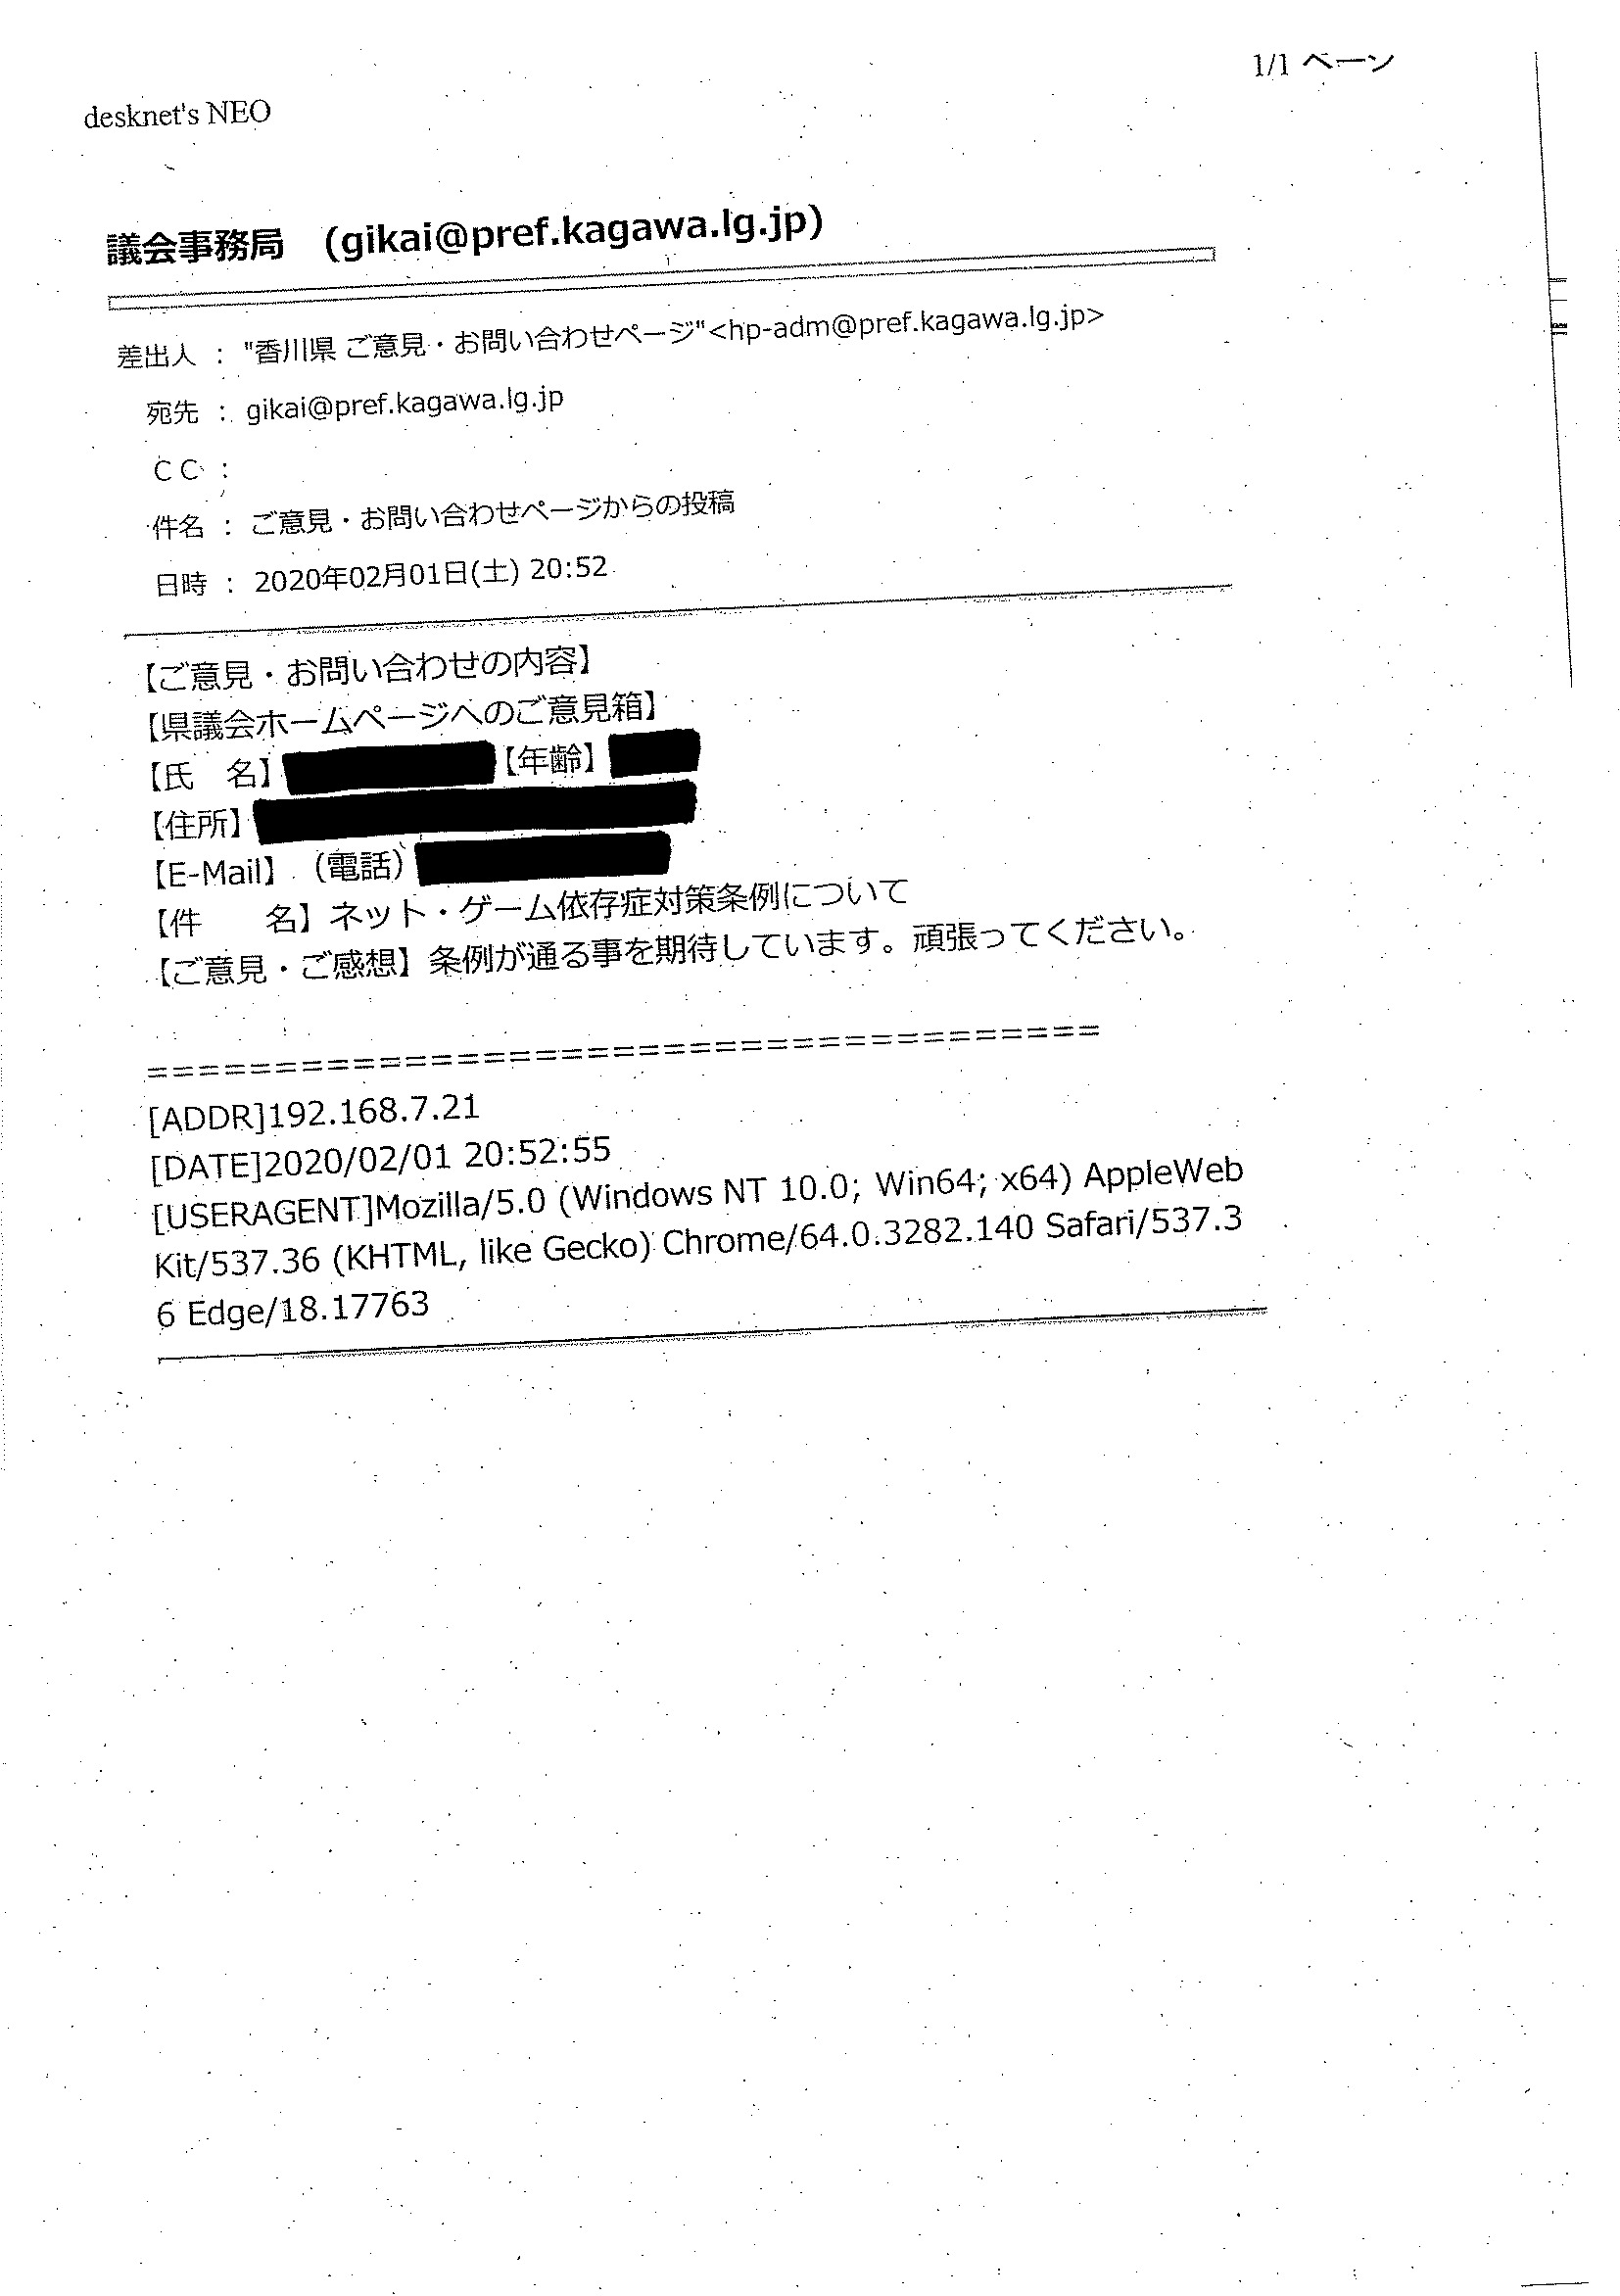 1/1 ページ
desknet's NEO
議会事務局 (gikai@pref.kagawa.lg.jp)
差出人 : "香川県 ご意見・お問い合わせページ"<hp-adm@pref.kagawa.lg.jp>
宛先 : gikai@pref.kagawa.lg.jp
CC :
件名 : ご意見・お問い合わせページからの投稿
日時 : 2020年02月01日(土) 20:52
【ご意見・お問い合わせの内容】
【県議会ホームページへのご意見箱】
【氏　名】 【年齢】
【住所】
【E-Mail】 (電話)
【件　　名】ネット・ゲーム依存症対策条例について
【ご意見・ご感想】条例が通る事を期待しています。頑張ってください。
=====================================
[ADDR]192.168.7.21
[DATE]2020/02/01 20:52:55
[USERAGENT]Mozilla/5.0 (Windows NT 10.0; Win64; x64) AppleWeb
Kit/537.36 (KHTML, like Gecko) Chrome/64.0.3282.140 Safari/537.3
6 Edge/18.17763